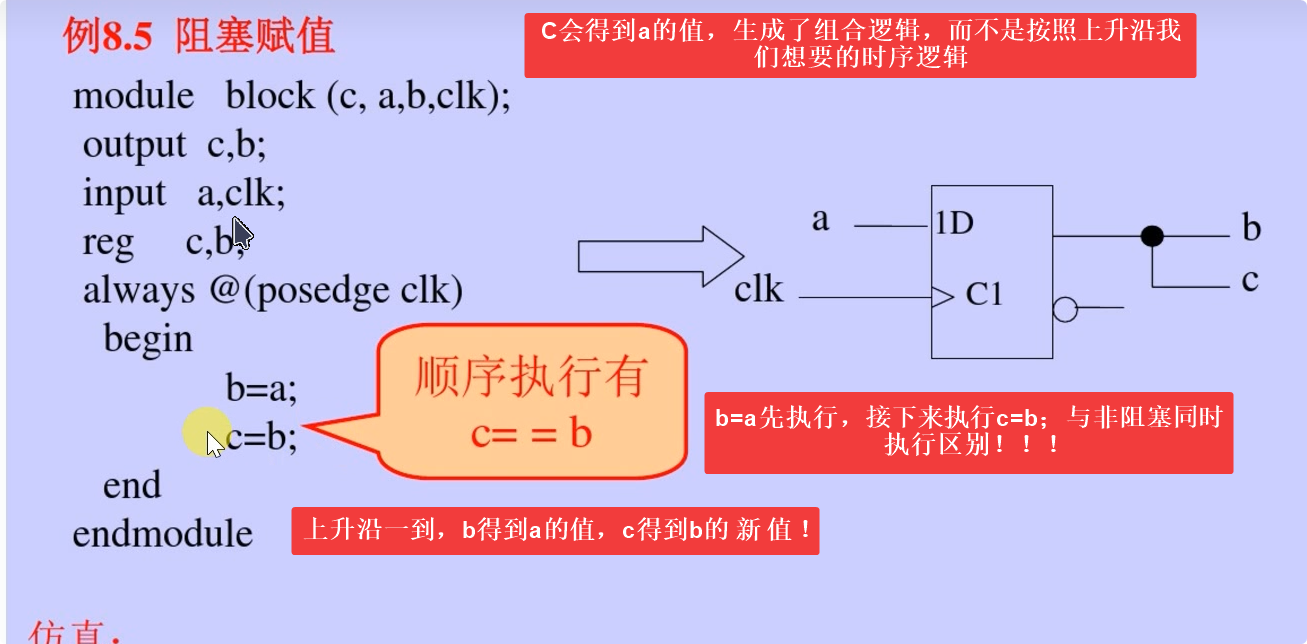 例8.5 阻塞赋值
C会得到a的值，生成了组合逻辑，而不是按照上升沿我
们想要的时序逻辑
module block (c, a,b,clk);
output c,b;
input a,clk;
reg c,b;
always @(posedge clk)
begin
b=a;
c=b;
end
endmodule
顺序执行有
c= = b
a
1D
clk
C1
b
c
b=a先执行，接下来执行c=b；与非阻塞同时
执行区别！！！
上升沿一到，b得到a的值，c得到b的 新 值！
仿真：